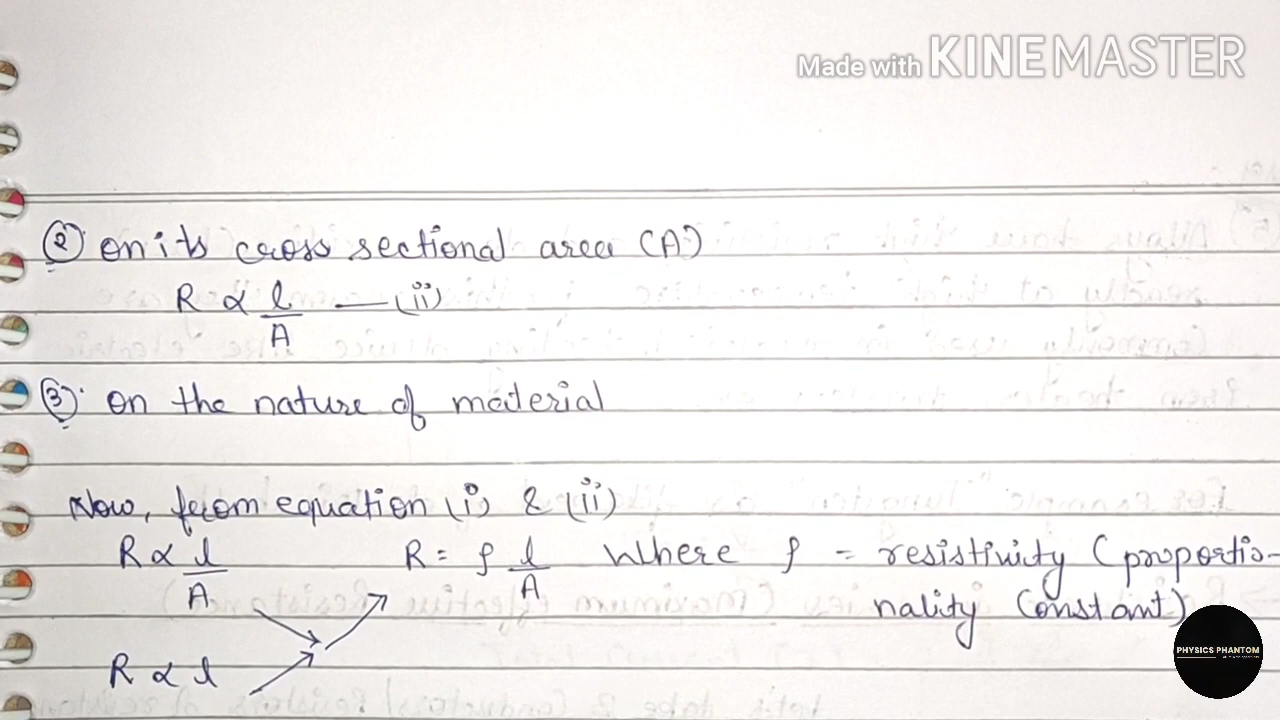 Made with KINEMASTER
② on its cross sectional area (A)
R ∝ l/A — (ii)
③ on the nature of material
Now, from equation (i) & (ii)
R ∝ l/A R = ρ l/A where ρ = resistivity (proportio-
nality constant)
R ∝ l
PHYSICS PHANTOM